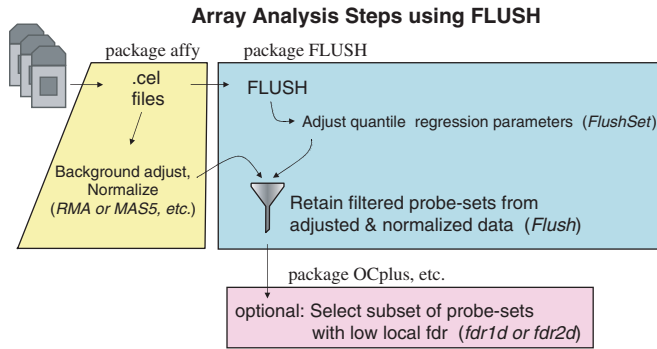 Array Analysis Steps using FLUSH
package affy
package FLUSH
.cel
files
FLUSH
Adjust quantile regression parameters (FlushSet)
Background adjust,
Normalize
(RMA or MAS5, etc.)
Retain filtered probe-sets from
adjusted & normalized data (Flush)
package OCplus, etc.
optional: Select subset of probe-sets
with low local fdr (fdr1d or fdr2d)